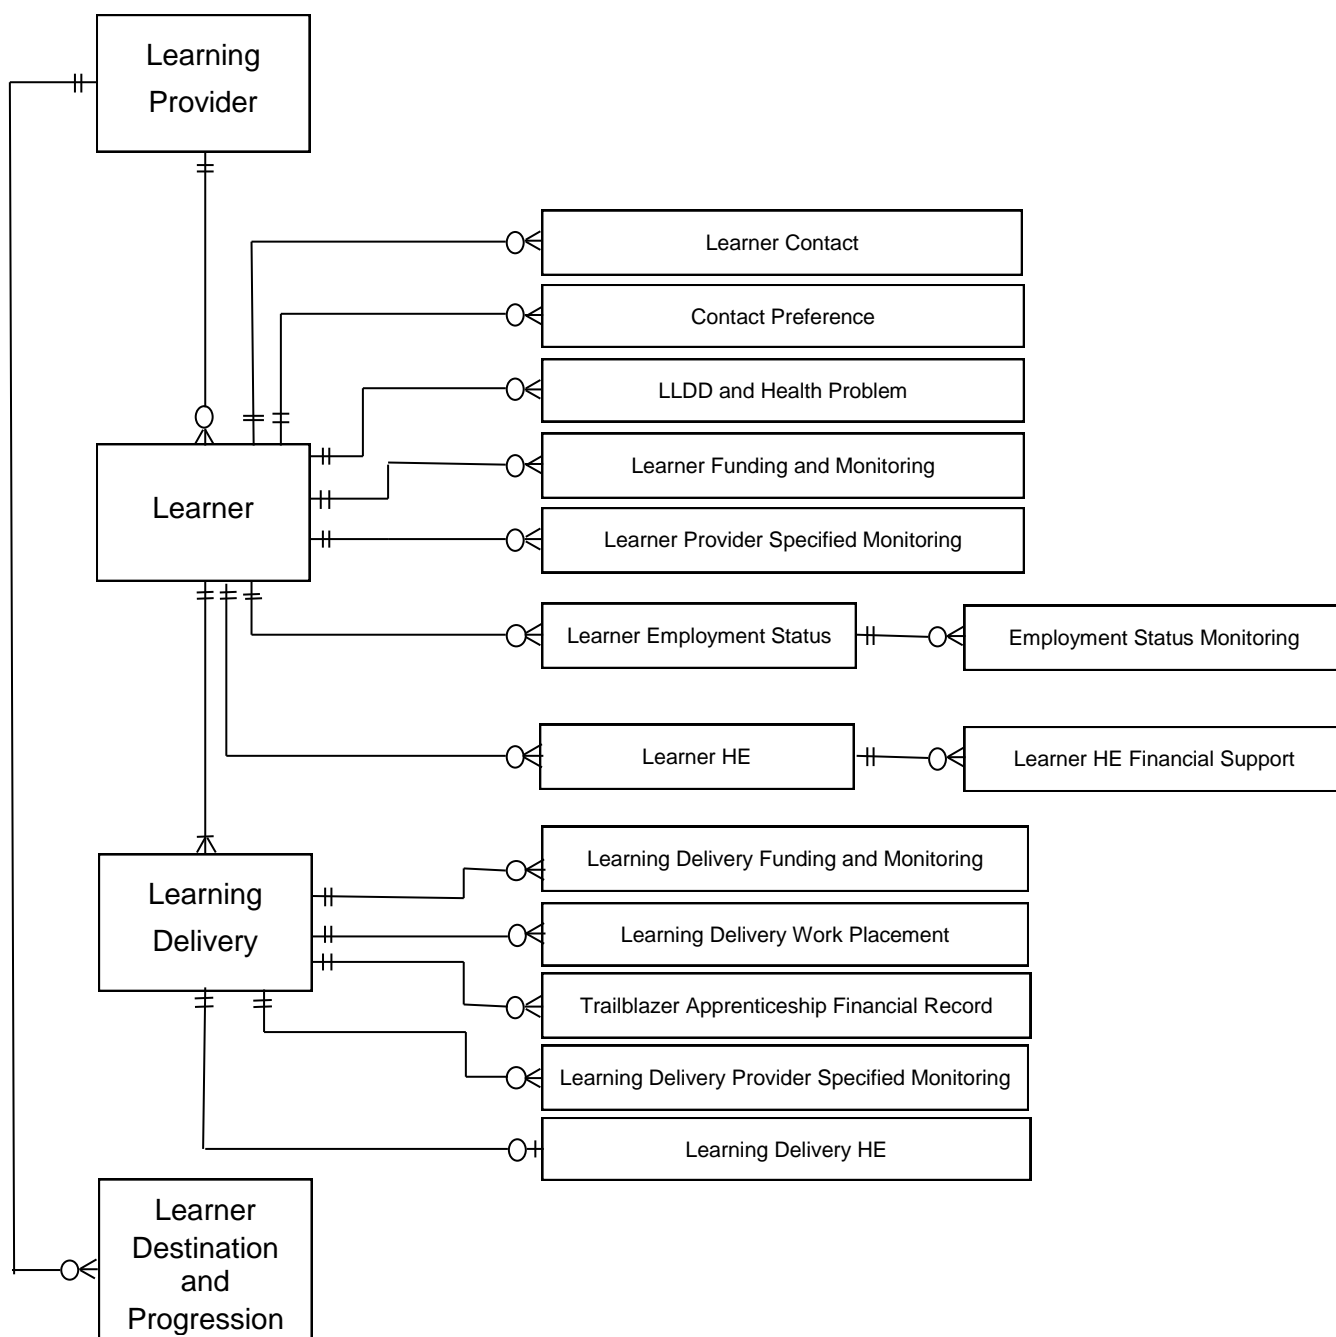 Learning
Provider
Learner Contact
Contact Preference
LLDD and Health Problem
Learner Funding and Monitoring
Learner
Learner Provider Specified Monitoring
Learner Employment Status
Employment Status Monitoring
Learner HE
Learner HE Financial Support
Learning
Delivery
Learning Delivery Funding and Monitoring
Learning Delivery Work Placement
Trailblazer Apprenticeship Financial Record
Learning Delivery Provider Specified Monitoring
Learning Delivery HE
Learner
Destination
and
Progression